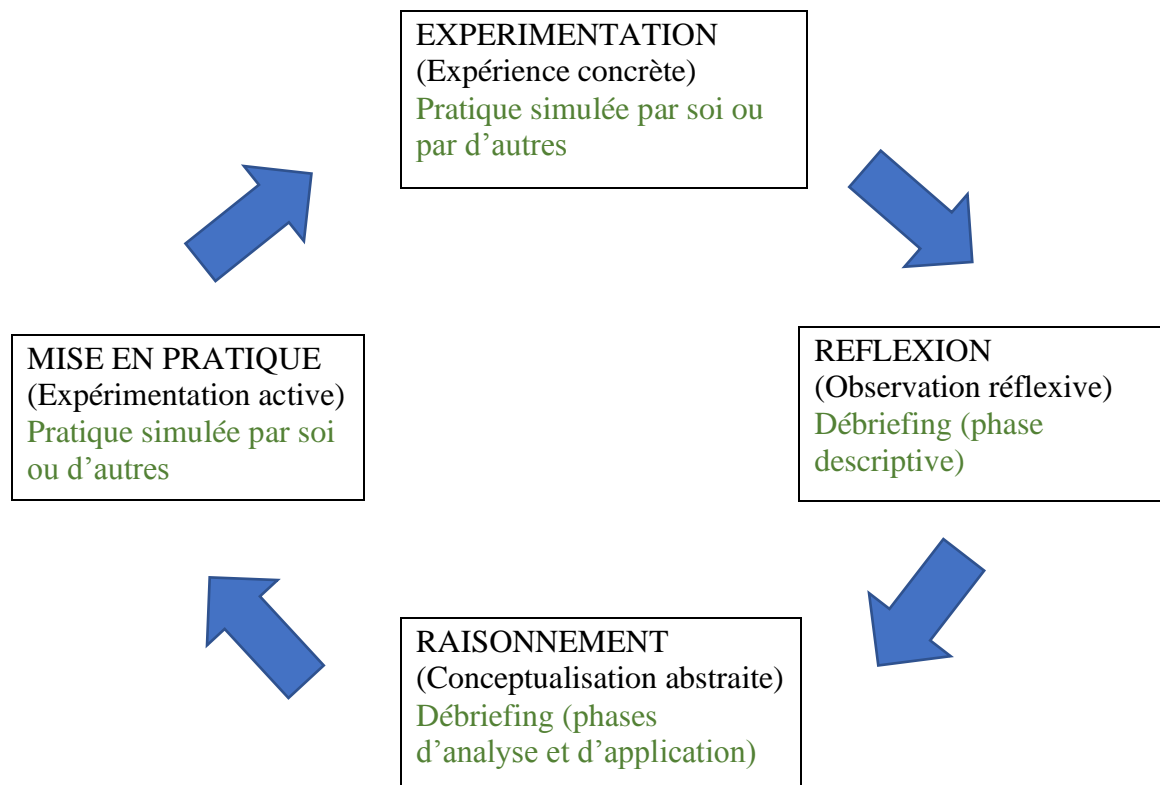 EXPERIMENTATION
(Expérience concrète)
Pratique simulée par soi ou
par d’autres
MISE EN PRATIQUE
(Expérimentation active)
Pratique simulée par soi
ou d’autres
REFLEXION
(Observation réflexive)
Débriefing (phase
descriptive)
RAISONNEMENT
(Conceptualisation abstraite)
Débriefing (phases
d’analyse et d’application)